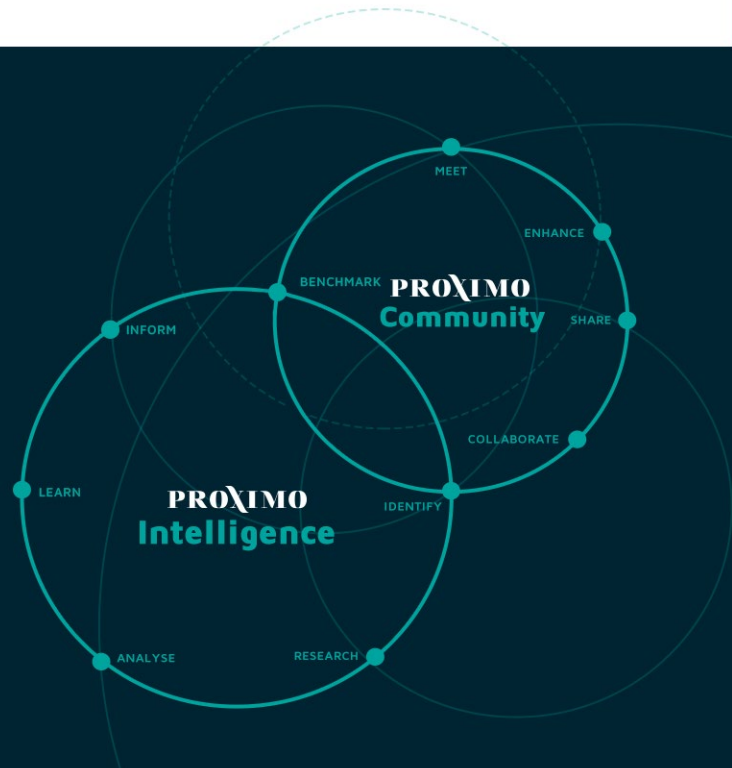 MEET
ENHANCE
BENCHMARK
PROXIMO
Community
SHARE
INFORM
COLLABORATE
LEARN
PROXIMO
Intelligence
IDENTIFY
ANALYSE
RESEARCH